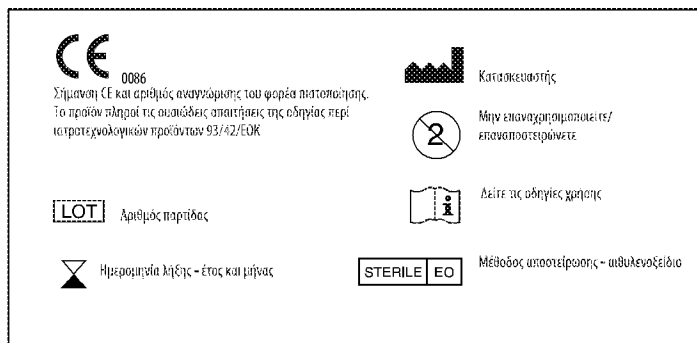 CE 0086
Σήμανση CE και αριθμός αναγνώρισης του φορέα πιστοποίησης.
Το προϊόν πληροί τις ουσιώδεις απαιτήσεις της οδηγίας περί
ιατροτεχνολογικών προϊόντων 93/42/ΕΟΚ
Κατασκευαστής
2
Μην επαναχρησιμοποιείτε/
επαναποστειρώνετε
LOT Αριθμός παρτίδας
Δείτε τις οδηγίες χρήσης
Ημερομηνία λήξης – έτος και μήνας
STERILE EO Μέθοδος αποστείρωσης – αιθυλενοξείδιο